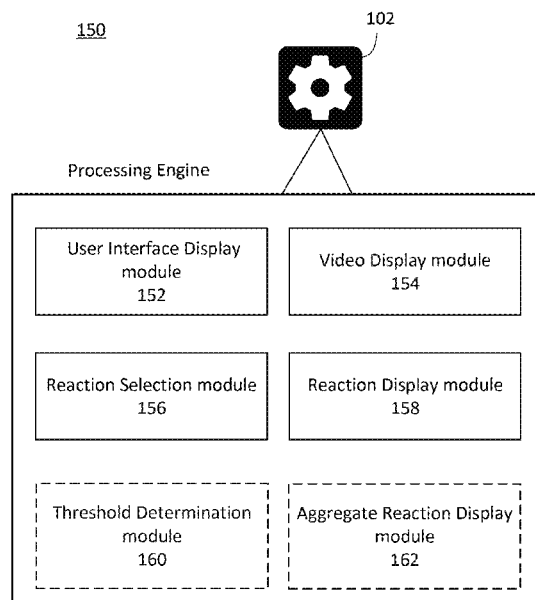 150
102
Processing Engine
User Interface Display
module
152
Video Display module
154
Reaction Selection module
156
Reaction Display module
158
Threshold Determination
module
160
Aggregate Reaction Display
module
162